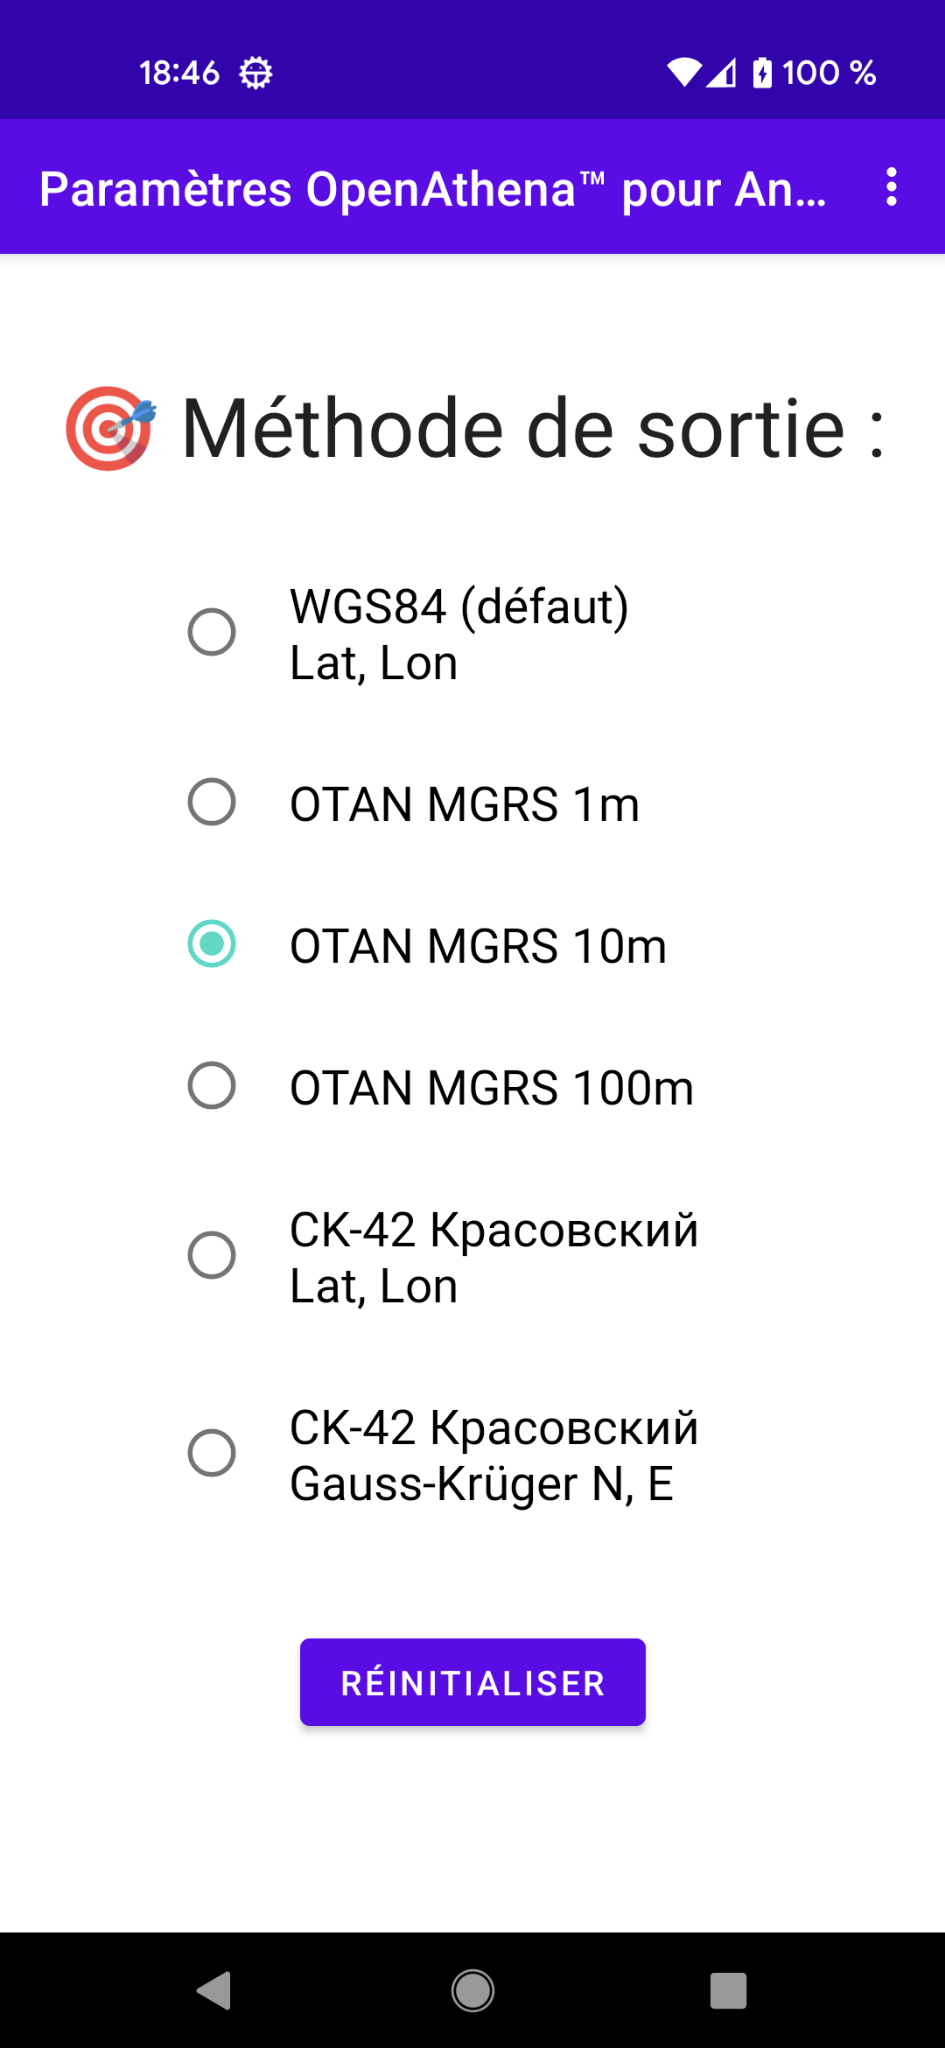 18:46
100 %
Paramètres OpenAthena™ pour An...
Méthode de sortie :
WGS84 (défaut)
Lat, Lon
OTAN MGRS 1m
OTAN MGRS 10m
OTAN MGRS 100m
СК-42 Красовский
Lat, Lon
СК-42 Красовский
Gauss-Krüger N, E
RÉINITIALISER